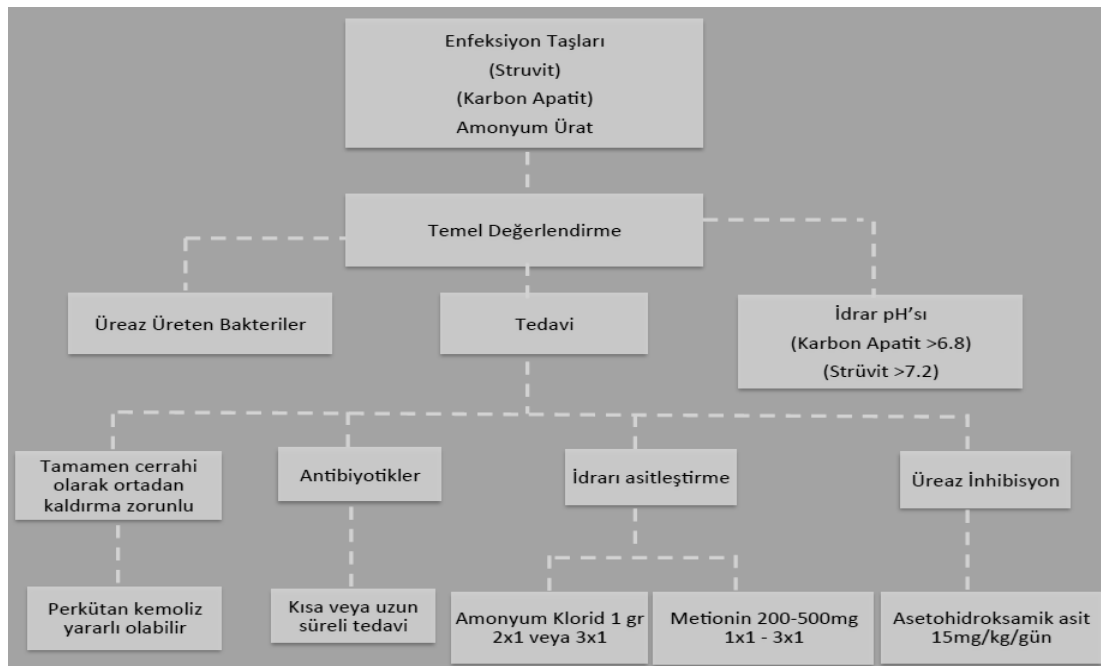 Enfeksiyon Taşları
(Struvit)
(Karbon Apatit)
Amonyum Ürat
Temel Değerlendirme
Üreaz Üreten Bakteriler
Tedavi
İdrar pH’sı
(Karbon Apatit >6.8)
(Strüvit >7.2)
Tamamen cerrahi
olarak ortadan
kaldırma zorunlu
Antibiyotikler
İdrarı asitleştirme
Üreaz İnhibisyon
Perkütan kemoliz
yararlı olabilir
Kısa veya uzun
süreli tedavi
Amonyum Klorid 1 gr
2x1 veya 3x1
Metionin 200-500mg
1x1 - 3x1
Asetohidroksamik asit
15mg/kg/gün